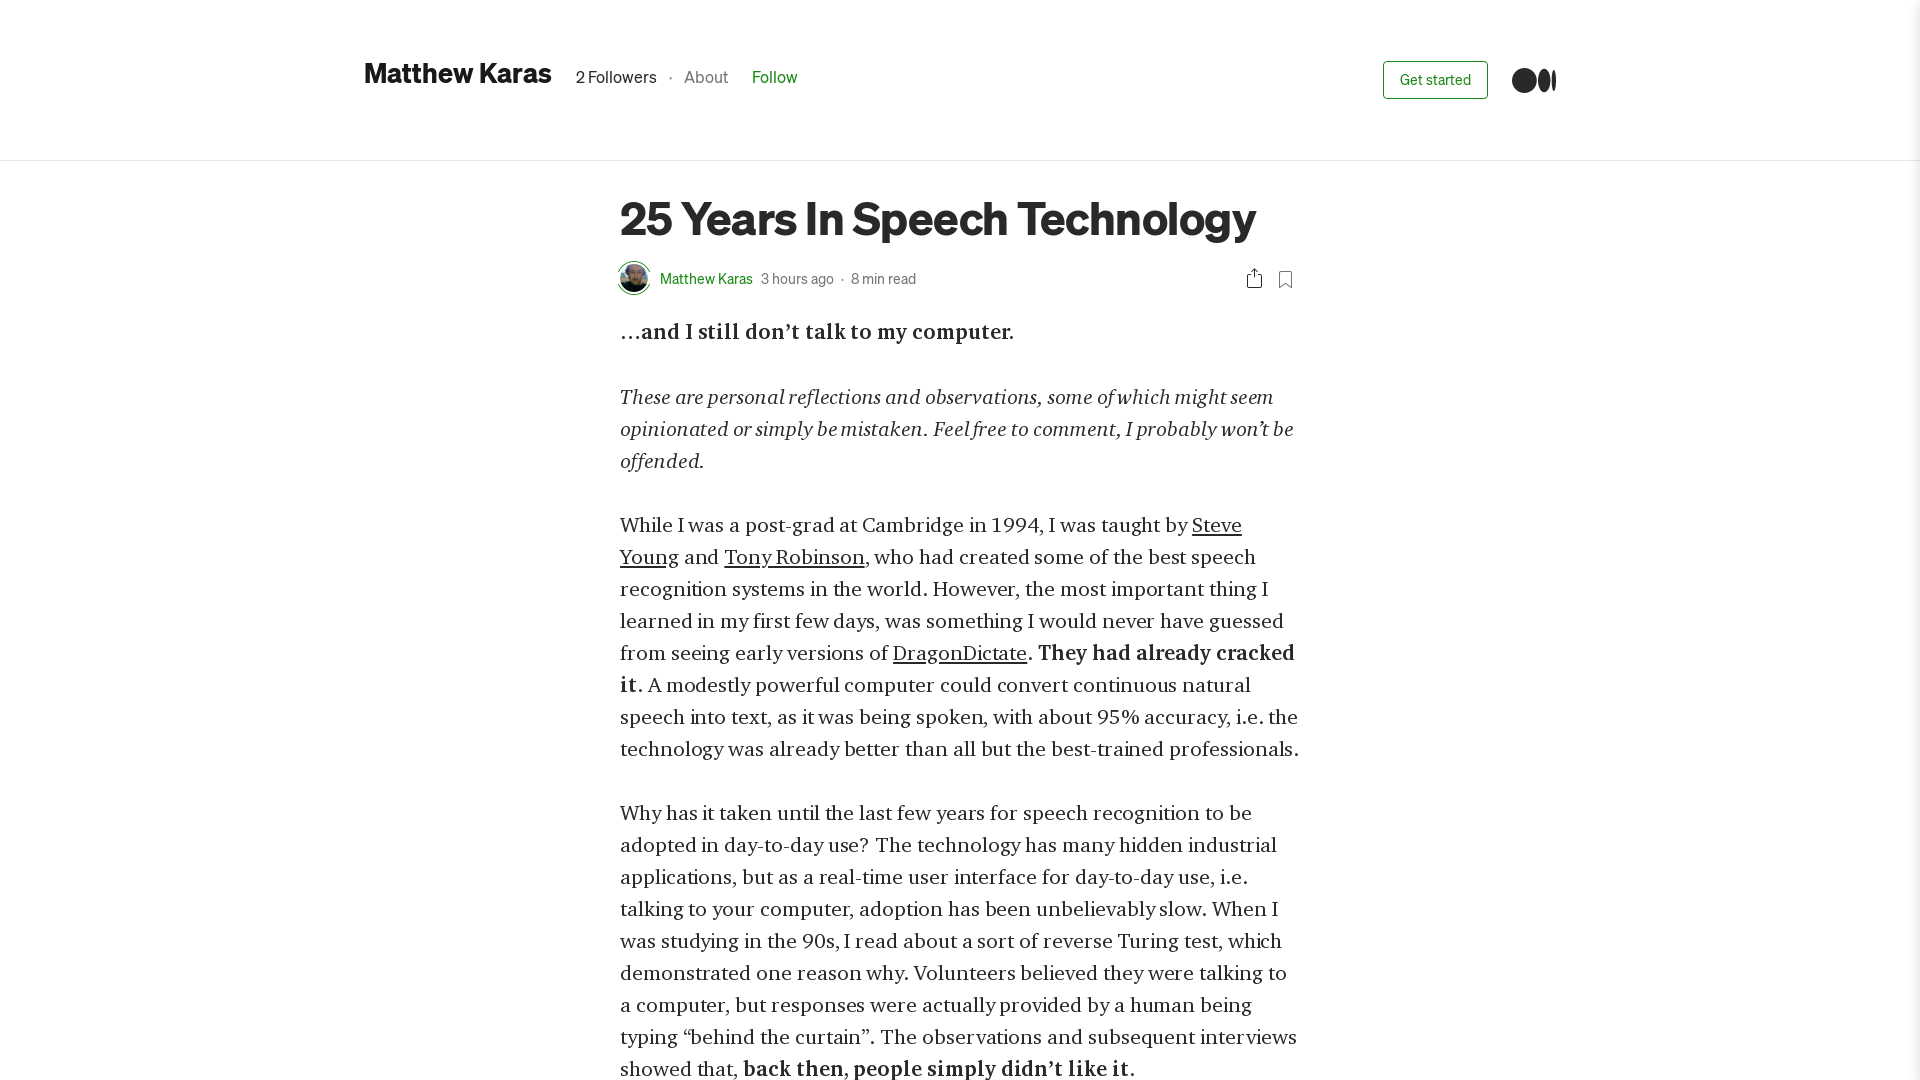 Matthew Karas
2 Followers · About Follow
Get started
25 Years In Speech Technology
Matthew Karas 3 hours ago · 8 min read
…and I still don’t talk to my computer.
These are personal reflections and observations, some of which might seem
opinionated or simply be mistaken. Feel free to comment, I probably won’t be
offended.
While I was a post-grad at Cambridge in 1994, I was taught by Steve
Young and Tony Robinson, who had created some of the best speech
recognition systems in the world. However, the most important thing I
learned in my first few days, was something I would never have guessed
from seeing early versions of DragonDictate. They had already cracked
it. A modestly powerful computer could convert continuous natural
speech into text, as it was being spoken, with about 95% accuracy, i.e. the
technology was already better than all but the best-trained professionals.
Why has it taken until the last few years for speech recognition to be
adopted in day-to-day use? The technology has many hidden industrial
applications, but as a real-time user interface for day-to-day use, i.e.
talking to your computer, adoption has been unbelievably slow. When I
was studying in the 90s, I read about a sort of reverse Turing test, which
demonstrated one reason why. Volunteers believed they were talking to
a computer, but responses were actually provided by a human being
typing “behind the curtain”. The observations and subsequent interviews
showed that, back then, people simply didn’t like it.